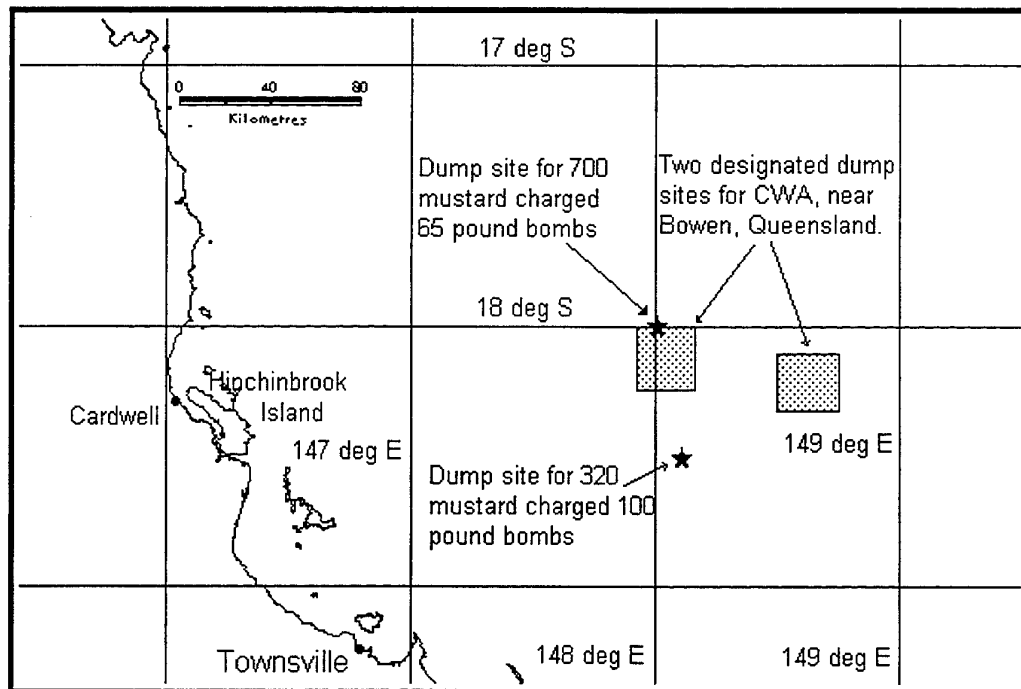 17 deg S
0 40 80
Kilometres
Dump site for 700
mustard charged
65 pound bombs
Two designated dump
sites for CWA, near
Bowen, Queensland.
18 deg S
Hinchinbrook
Island
Cardwell
147 deg E
149 deg E
Dump site for 320
mustard charged 100
pound bombs
Townsville
148 deg E
149 deg E